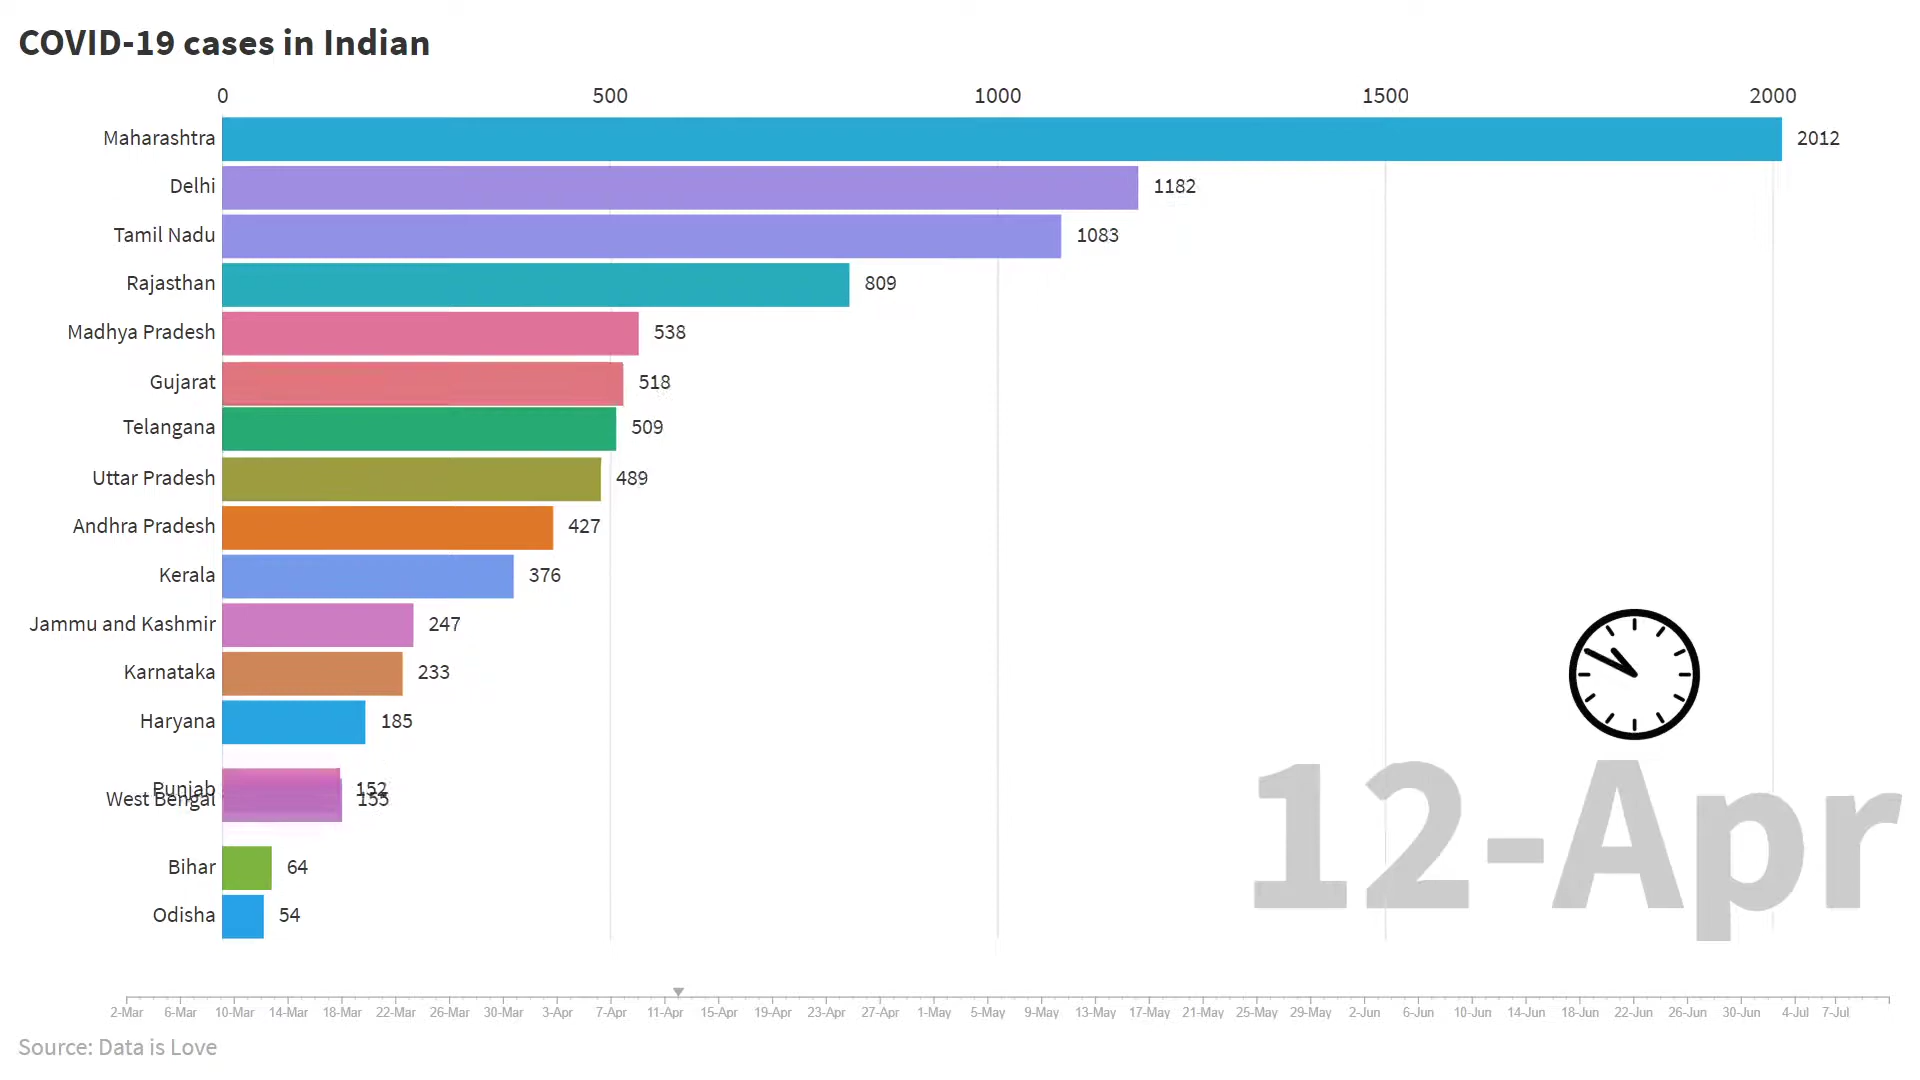 COVID-19 cases in Indian
0 500 1000 1500 2000
Maharashtra 2012
Delhi 1182
Tamil Nadu 1083
Rajasthan 809
Madhya Pradesh 538
Gujarat 518
Telangana 509
Uttar Pradesh 489
Andhra Pradesh 427
Kerala 376
Jammu and Kashmir 247
Karnataka 233
Haryana 185
Punjab 152
West Bengal 155
Bihar 64
Odisha 54
12-Apr
2-Mar 6-Mar 10-Mar 14-Mar 18-Mar 22-Mar 26-Mar 30-Mar 3-Apr 7-Apr 11-Apr 15-Apr 19-Apr 23-Apr 27-Apr 1-May 5-May 9-May 13-May 17-May 21-May 25-May 29-May 2-Jun 6-Jun 10-Jun 14-Jun 18-Jun 22-Jun 26-Jun 30-Jun 4-Jul 7-Jul
Source: Data is Love